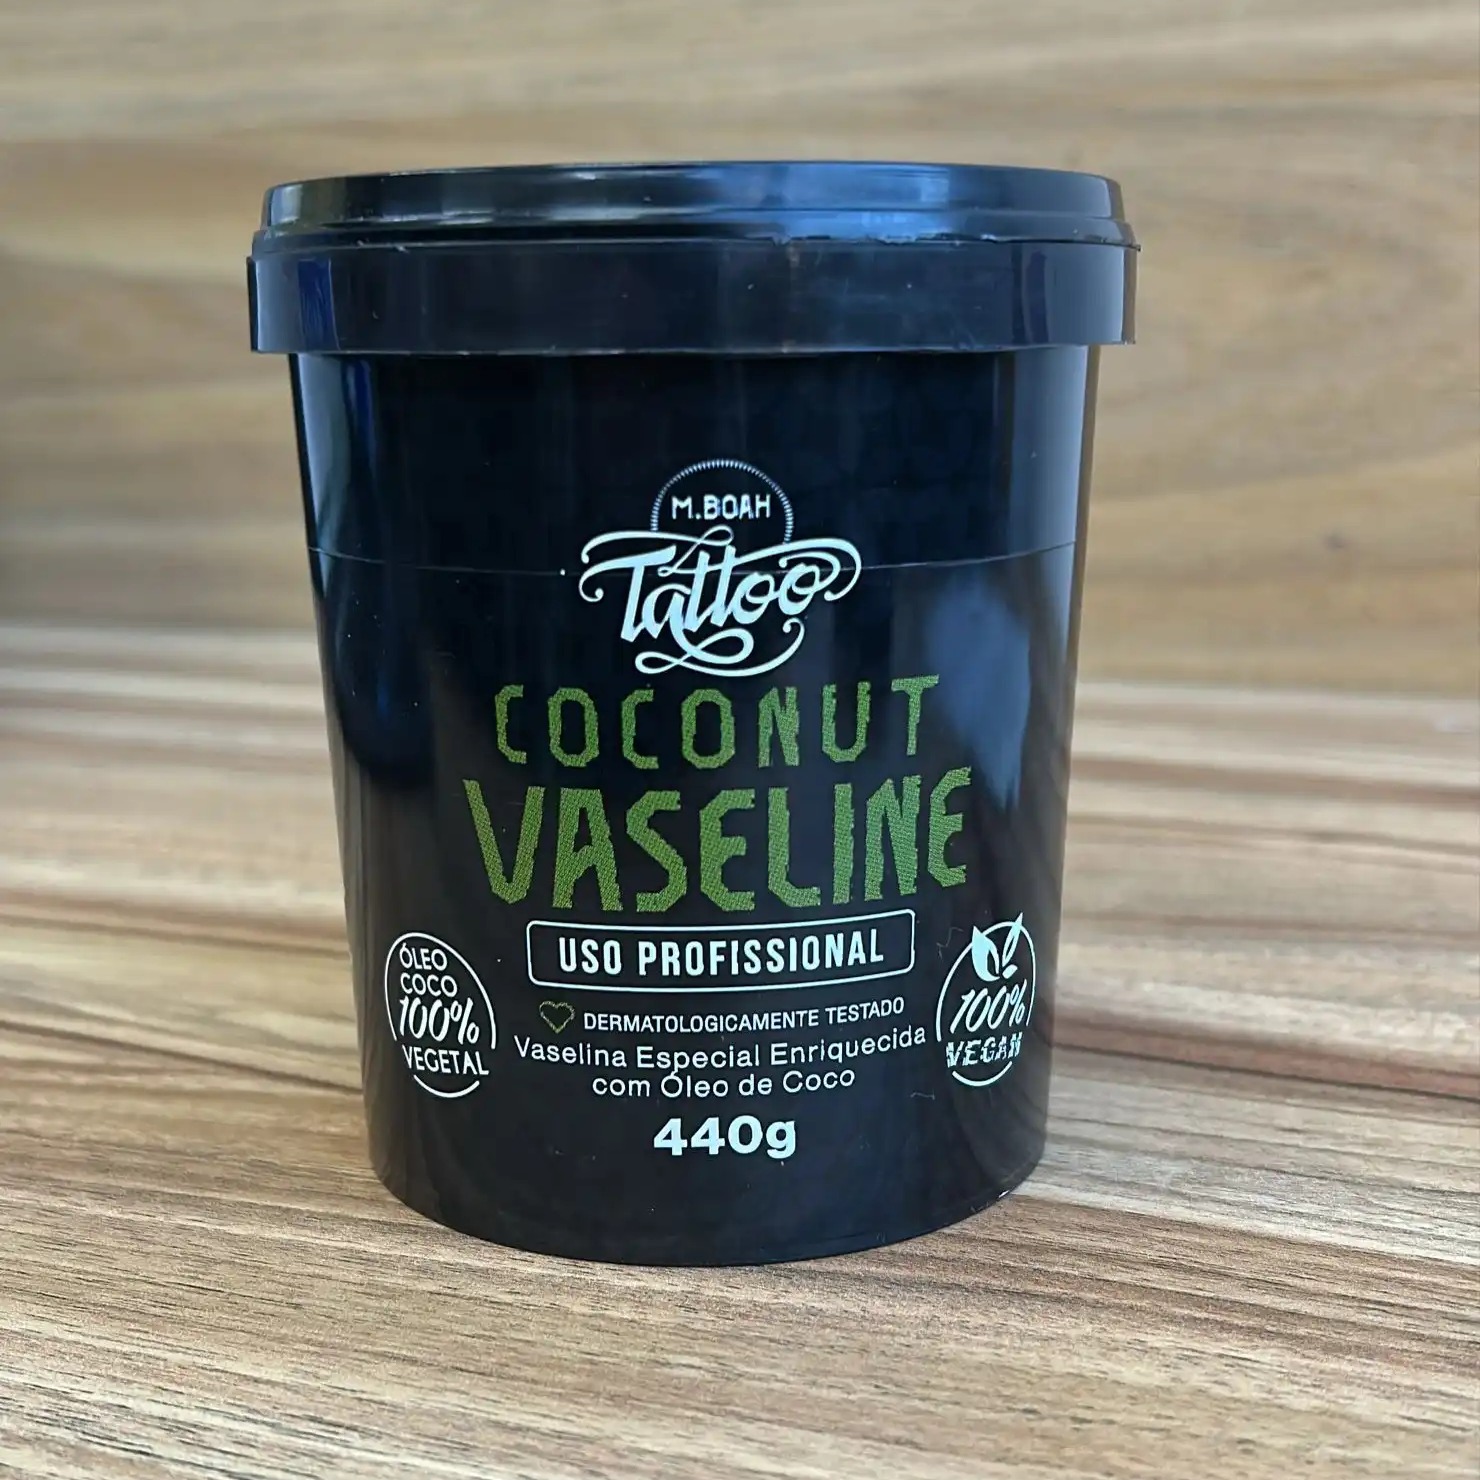 M.BOAH
Tattoo
COCONUT
VASELINE
USO PROFISSIONAL
DERMATOLOGICAMENTE TESTADO
Vaselina Especial Enriquecida
com Óleo de Coco
440g
ÓLEO
COCO
100%
VEGETAL
100%
VEGAN